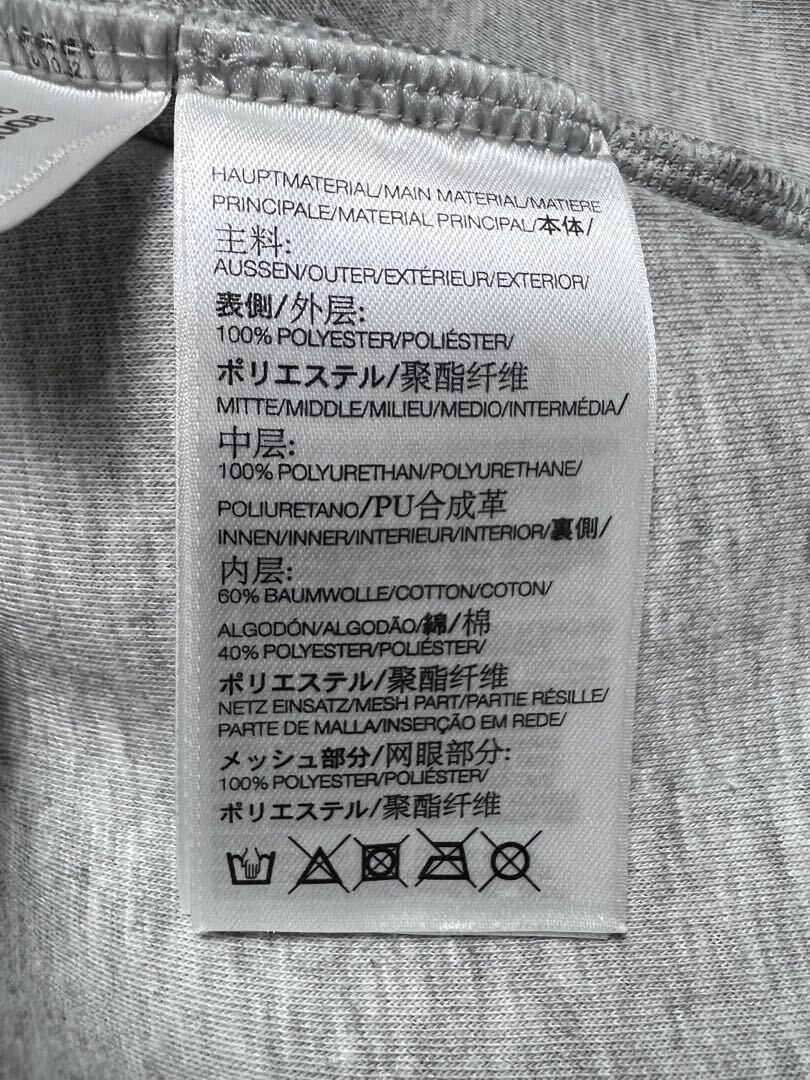 HAUPTMATERIAL/MAIN MATERIAL/MATIERE
PRINCIPALE/MATERIAL PRINCIPAL/本体/
主料:
AUSSEN/OUTER/EXTÉRIEUR/EXTERIOR/
表側/外层:
100% POLYESTER/POLIÉSTER/
ポリエステル/聚酯纤维
MITTE/MIDDLE/MILIEU/MEDIO/INTERMÉDIA/
中层:
100% POLYURETHAN/POLYURETHANE/
POLIURETANO/PU合成革
INNEN/INNER/INTERIEUR/INTERIOR/裏側/
内层:
60% BAUMWOLLE/COTTON/COTON/
ALGODÓN/ALGODÃO/綿/棉
40% POLYESTER/POLIÉSTER/
ポリエステル/聚酯纤维
NETZ EINSATZ/MESH PART/PARTIE RÉSILLE/
PARTE DE MALLA/INSERÇÃO EM REDE/
メッシュ部分/网眼部分:
100% POLYESTER/POLIÉSTER/
ポリエステル/聚酯纤维